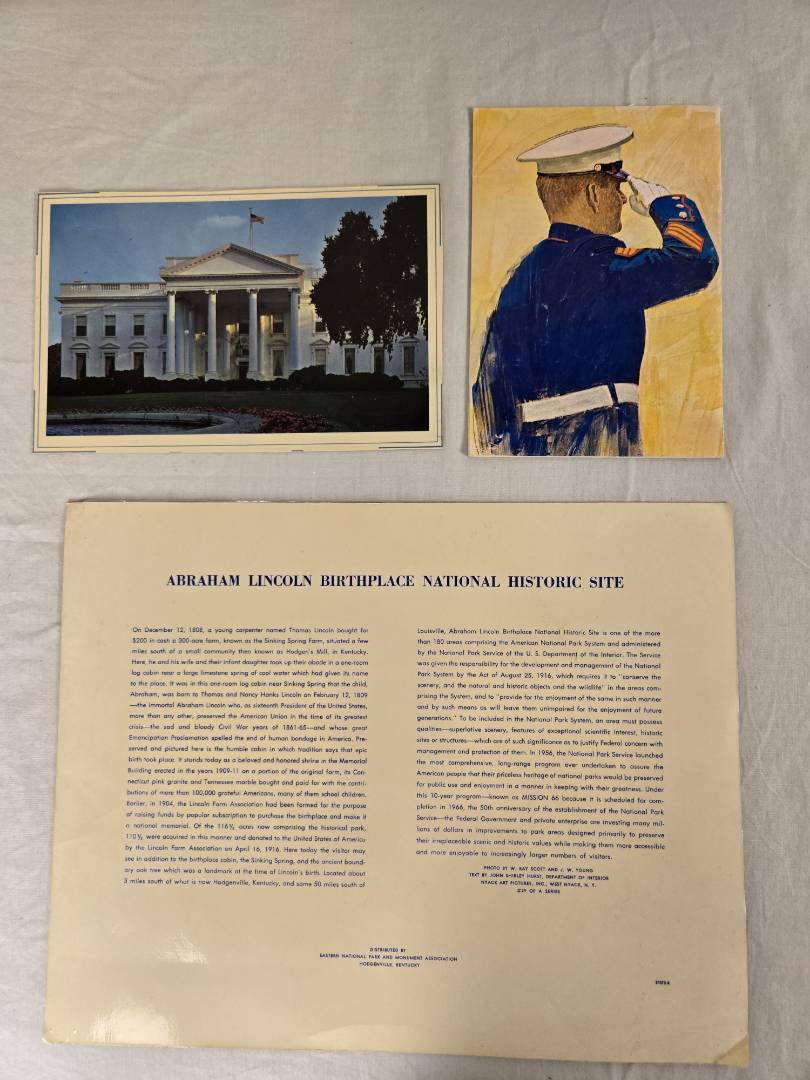 THE WHITE HOUSE
ABRAHAM LINCOLN BIRTHPLACE NATIONAL HISTORIC SITE
On December 12, 1808, a young carpenter named Thomas Lincoln bought for
$200 in cash a 300-acre farm, known as the Sinking Spring Farm, situated a few
miles south of a small community then known as Hodgen's Mill, in Kentucky.
Here, he and his wife and their infant daughter took up their abode in a one-room
log cabin near a large limestone spring of cool water which had given its name
to the place. It was in this one-room log cabin near Sinking Spring that the child,
Abraham, was born to Thomas and Nancy Hanks Lincoln on February 12, 1809
—the immortal Abraham Lincoln who, as sixteenth President of the United States,
more than any other, preserved the American Union in the time of its greatest
crisis—the sad and bloody Civil War years of 1861-65—and whose great
Emancipation Proclamation spelled the end of human bondage in America. Pre-
served and pictured here is the humble cabin in which tradition says that epic
birth took place. It stands today as a beloved and honored shrine in the Memorial
Building erected in the years 1909-11 on a portion of the original farm, its Con-
necticut pink granite and Tennessee marble bought and paid for with the contri-
butions of more than 100,000 grateful Americans, many of them school children.
Earlier, in 1904, the Lincoln Farm Association had been formed for the purpose
of raising funds by popular subscription to purchase the birthplace and make it
a national memorial. Of the 116½ acres now comprising the historical park,
110½ were acquired in this manner and donated to the United States of America
by the Lincoln Farm Association on April 16, 1916. Here today the visitor may
see in addition to the birthplace cabin, the Sinking Spring, and the ancient bound-
ary oak tree which was a landmark at the time of Lincoln's birth. Located about
3 miles south of what is now Hodgenville, Kentucky, and some 50 miles south of
Louisville, Abraham Lincoln Birthplace National Historic Site is one of the more
than 180 areas comprising the American National Park System and administered
by the National Park Service of the U. S. Department of the Interior. The Service
was given the responsibility for the development and management of the National
Park System by the Act of August 25, 1916, which requires it to "conserve the
scenery, and the natural and historic objects and the wildlife" in the areas com-
prising the System, and to "provide for the enjoyment of the same in such manner
and by such means as will leave them unimpaired for the enjoyment of future
generations." To be included in the National Park System, an area must possess
qualities—superlative scenery, features of exceptional scientific interest, historic
sites or structures—which are of such significance as to justify Federal concern with
management and protection of them. In 1956, the National Park Service launched
the most comprehensive, long-range program ever undertaken to assure the
American people that their priceless heritage of national parks would be preserved
for public use and enjoyment in a manner in keeping with their greatness. Under
this 10-year program—known as MISSION 66 because it is scheduled for com-
pletion in 1966, the 50th anniversary of the establishment of the National Park
Service—the Federal Government and private enterprise are investing many mil-
lions of dollars in improvements to park areas designed primarily to preserve
their irreplaceable scenic and historic values while making them more accessible
and more enjoyable to increasingly larger numbers of visitors.
PHOTO BY W. RAY SCOTT AND J. W. YOUNG
TEXT BY JOHN SHIRLEY HURST, DEPARTMENT OF INTERIOR
NYACK ART PICTURES, INC., WEST NYACK, N. Y.
OF A SERIES
DISTRIBUTED BY
EASTERN NATIONAL PARK AND MONUMENT ASSOCIATION
HODGENVILLE, KENTUCKY